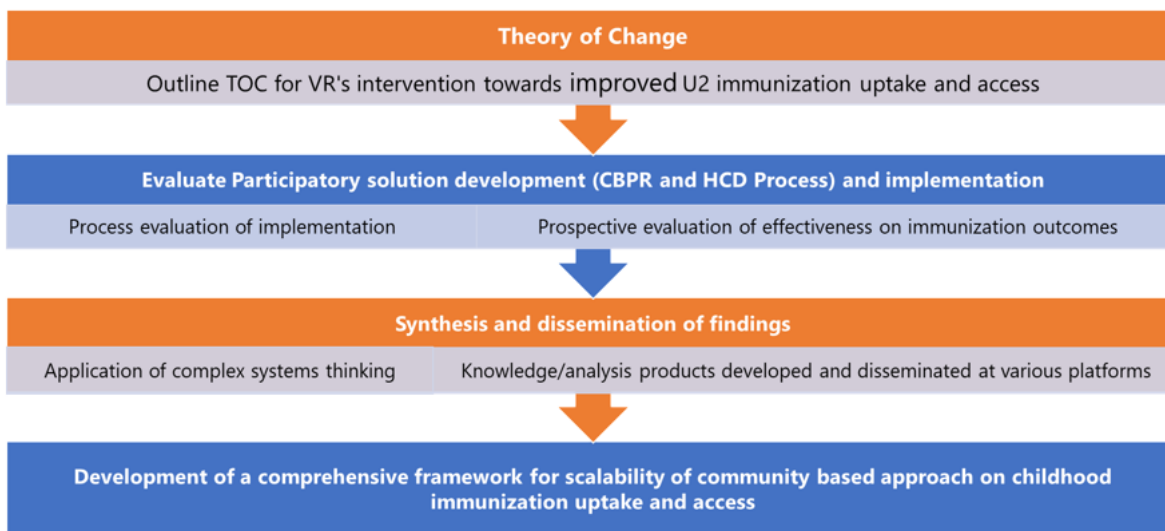 Theory of Change
Outline TOC for VR's intervention towards improved U2 immunization uptake and access
Evaluate Participatory solution development (CBPR and HCD Process) and implementation
Process evaluation of implementation
Prospective evaluation of effectiveness on immunization outcomes
Synthesis and dissemination of findings
Application of complex systems thinking
Knowledge/analysis products developed and disseminated at various platforms
Development of a comprehensive framework for scalability of community based approach on childhood
immunization uptake and access